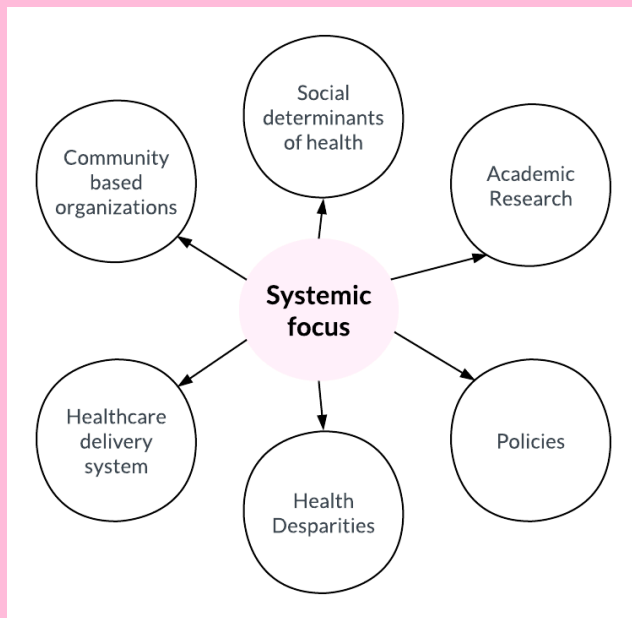 Social
determinants
of health
Community
based
organizations
Academic
Research
Systemic
focus
Healthcare
delivery
system
Policies
Health
Desparities